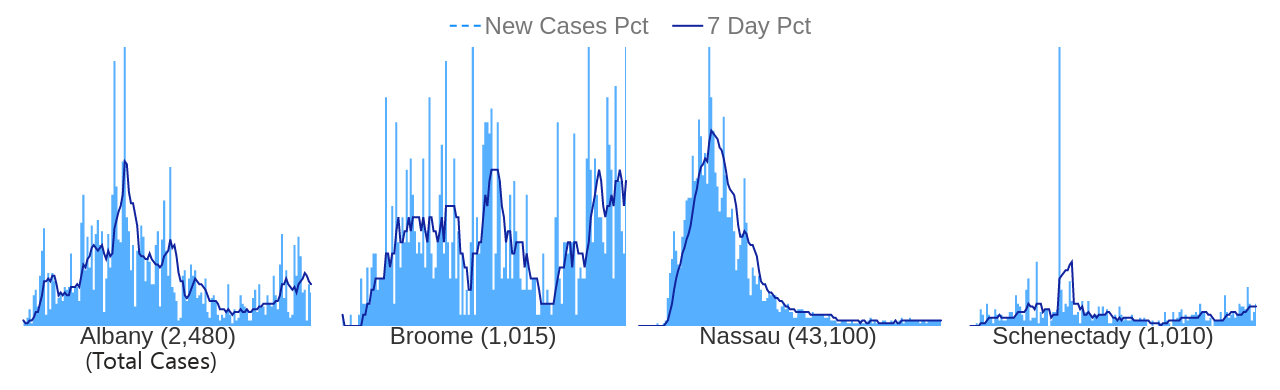 New Cases Pct 7 Day Pct
Albany (2,480) Broome (1,015) Nassau (43,100) Schenectady (1,010)
(Total Cases)